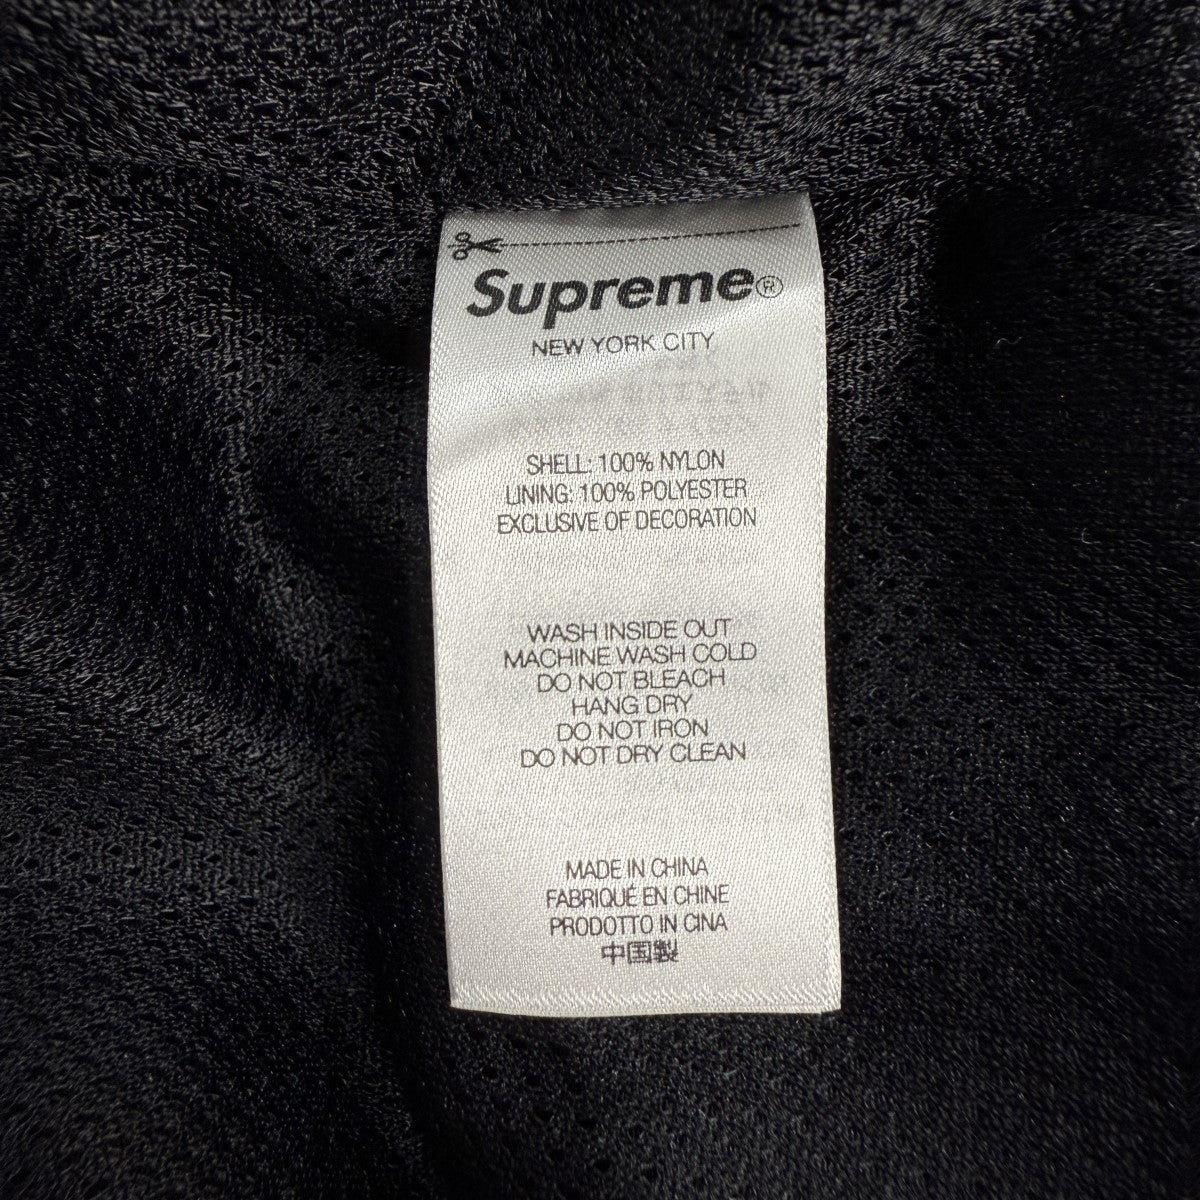 Supreme®
NEW YORK CITY
SHELL: 100% NYLON
LINING: 100% POLYESTER
EXCLUSIVE OF DECORATION
WASH INSIDE OUT
MACHINE WASH COLD
DO NOT BLEACH
HANG DRY
DO NOT IRON
DO NOT DRY CLEAN
MADE IN CHINA
FABRIQUÉ EN CHINE
PRODOTTO IN CINA
中国製